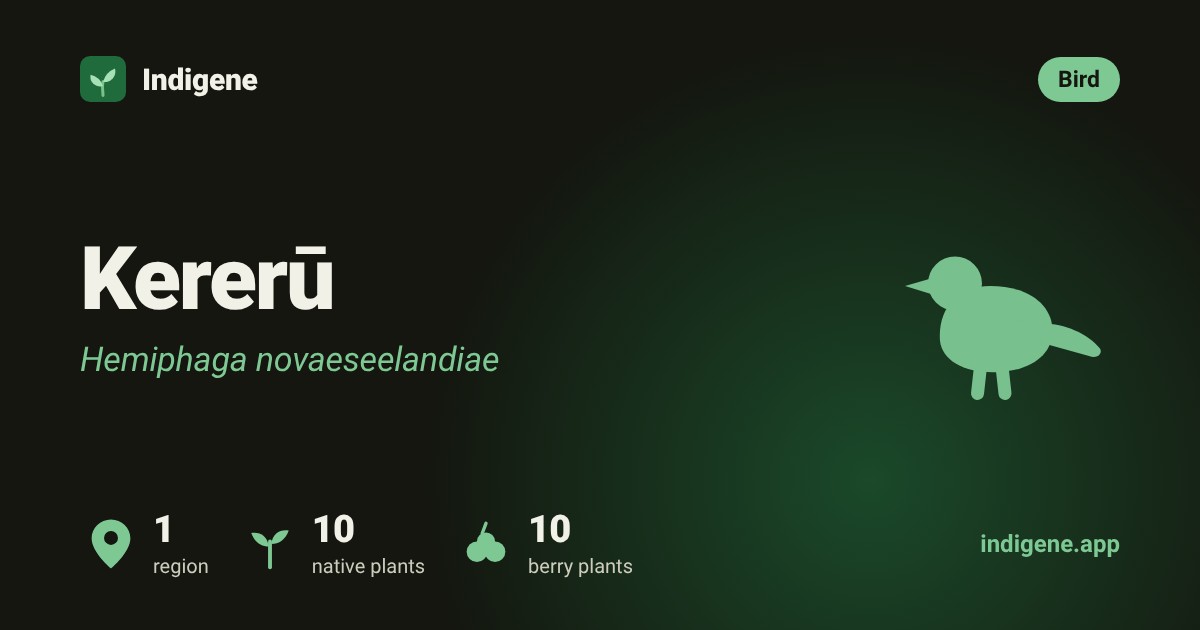 Indigene
Bird
Kererū
Hemiphaga novaeseelandiae
1
region
10
native plants
10
berry plants
indigene.app